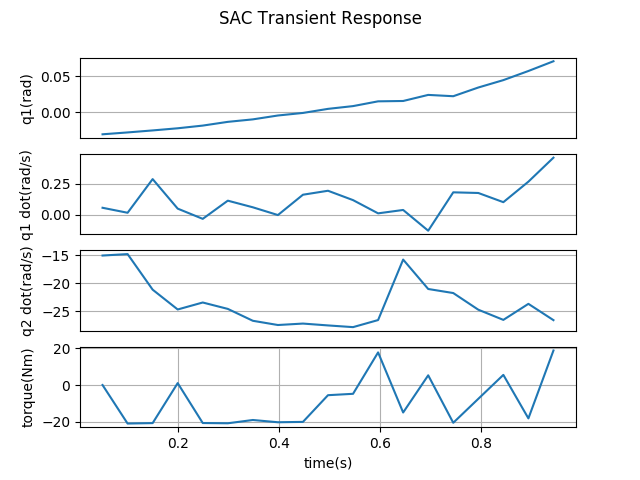 SAC Transient Response
q1(rad)
0.05
0.00
q1 dot(rad/s)
0.25
0.00
q2 dot(rad/s)
−15
−20
−25
torque(Nm)
20
0
−20
0.2 0.4 0.6 0.8
time(s)